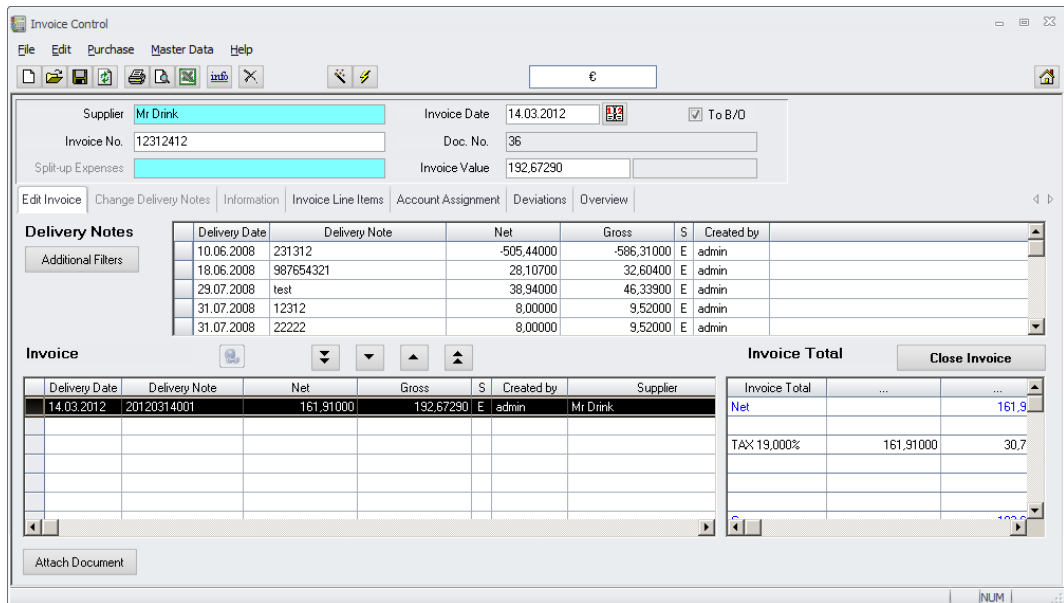 Invoice Control
File Edit Purchase Master Data Help
info €
Supplier Mr Drink Invoice Date 14.03.2012 To B/O
Invoice No. 12312412 Doc. No. 36
Split-up Expenses Invoice Value 192,67290
Edit Invoice Change Delivery Notes Information Invoice Line Items Account Assignment Deviations Overview
Delivery Notes Delivery Date Delivery Note Net Gross S Created by
Additional Filters 10.06.2008 231312 -505,44000 -586,31000 E admin
18.06.2008 987654321 28,10700 32,60400 E admin
29.07.2008 test 38,94000 46,33900 E admin
31.07.2008 12312 8,00000 9,52000 E admin
31.07.2008 22222 8,00000 9,52000 E admin
Invoice Invoice Total Close Invoice
Delivery Date Delivery Note Net Gross S Created by Supplier Invoice Total ... ...
14.03.2012 20120314001 161,91000 192,67290 E admin Mr Drink Net 161,9
TAX 19,000% 161,91000 30,7
Attach Document
NUM